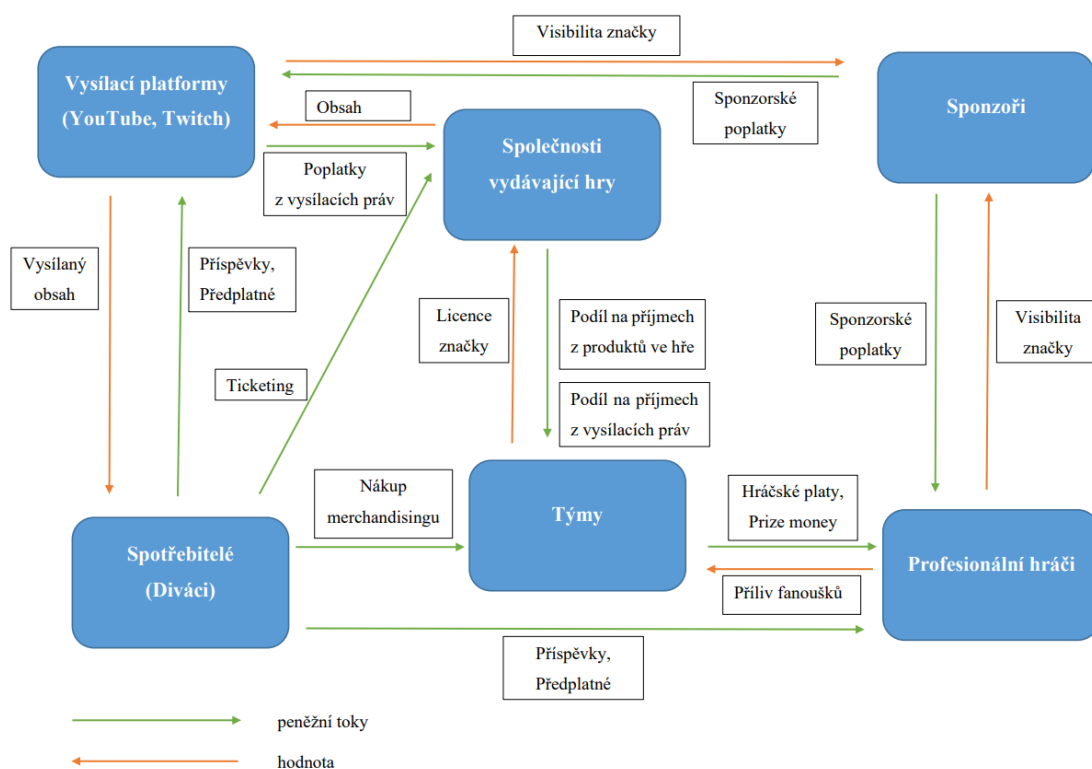 Visibilita značky
Vysílací platformy
(YouTube, Twitch)
Sponzorské
poplatky
Sponzoři
Obsah
Společnosti
vydávající hry
Poplatky
z vysílacích práv
Vysílaný
obsah
Příspěvky,
Předplatné
Licence
značky
Podíl na příjmech
z produktů ve hře
Sponzorské
poplatky
Visibilita
značky
Ticketing
Podíl na příjmech
z vysílacích práv
Nákup
merchandisingu
Týmy
Hráčské platy,
Prize money
Spotřebitelé
(Diváci)
Profesionální hráči
Příliv fanoušků
Příspěvky,
Předplatné
peněžní toky
hodnota